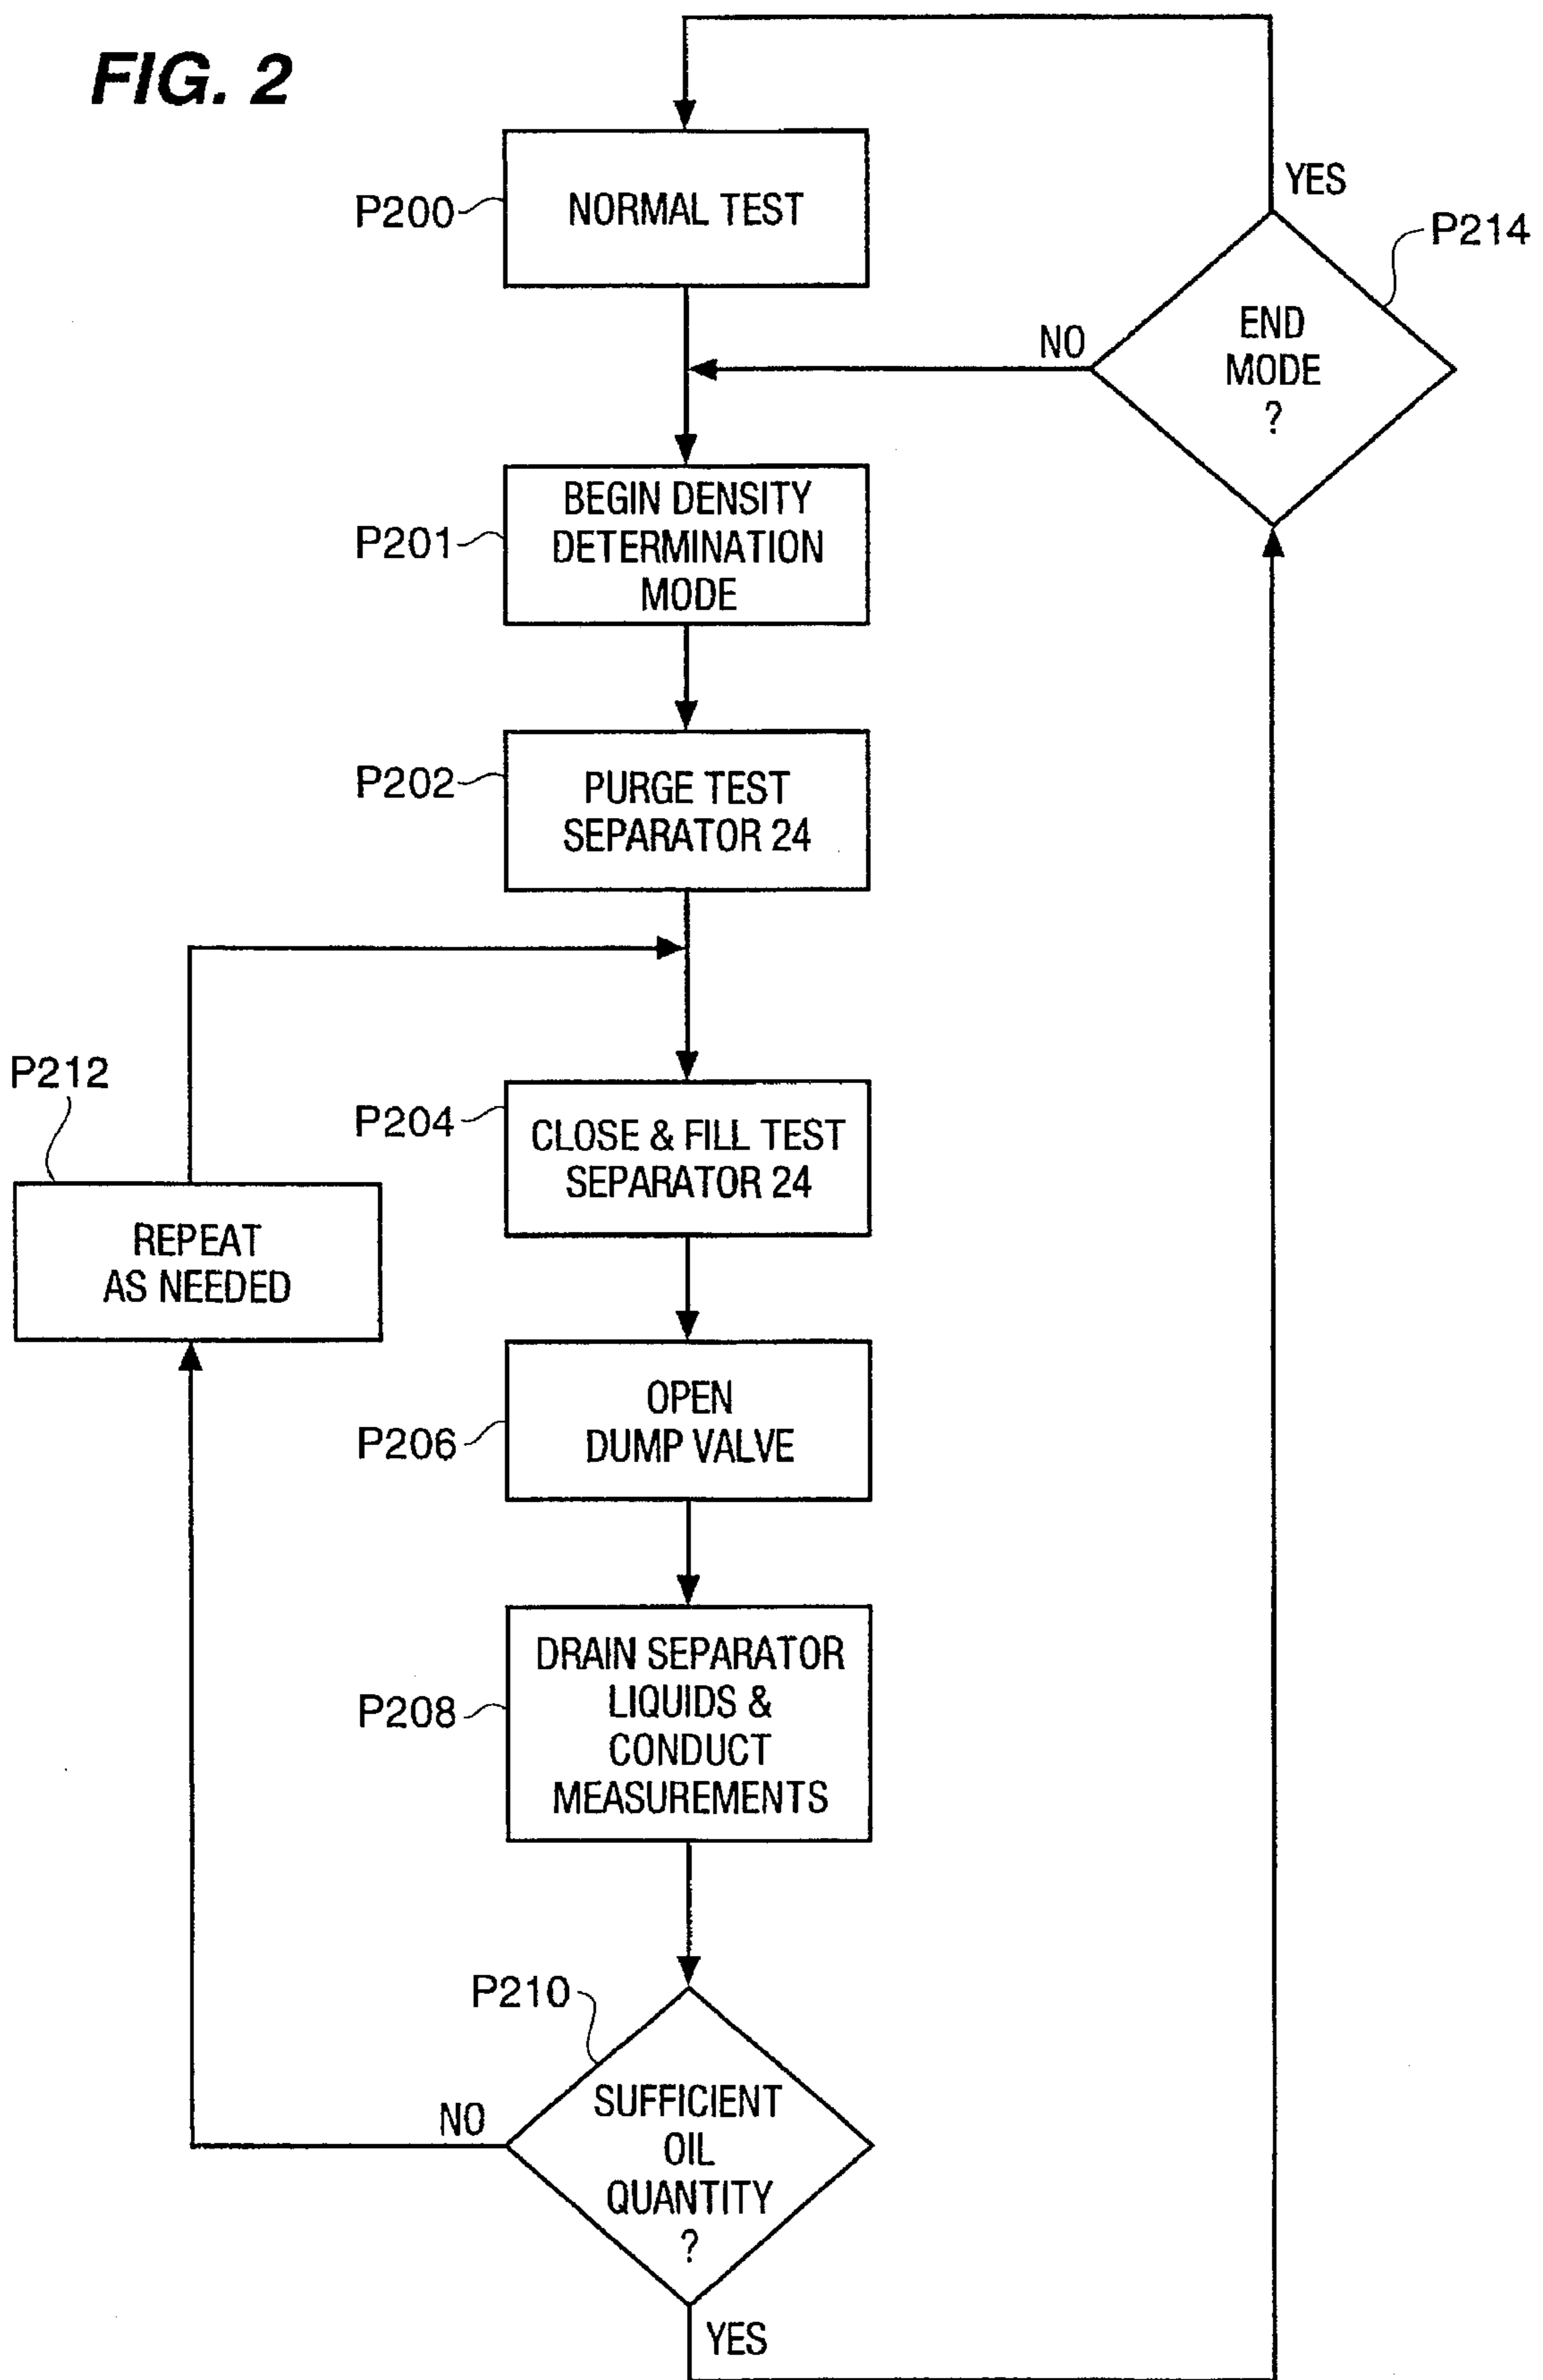 FIG. 2
P200
NORMAL TEST
YES
P214
END
MODE
?
NO
P201
BEGIN DENSITY
DETERMINATION
MODE
P202
PURGE TEST
SEPARATOR 24
P212
REPEAT
AS NEEDED
P204
CLOSE & FILL TEST
SEPARATOR 24
P206
OPEN
DUMP VALVE
P208
DRAIN SEPARATOR
LIQUIDS &
CONDUCT
MEASUREMENTS
P210
SUFFICIENT
OIL
QUANTITY
?
NO
YES